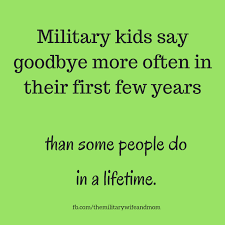 Military kids say
goodbye more often in
their first few years
than some people do
in a lifetime.
fb.com/themilitarywifeandmom